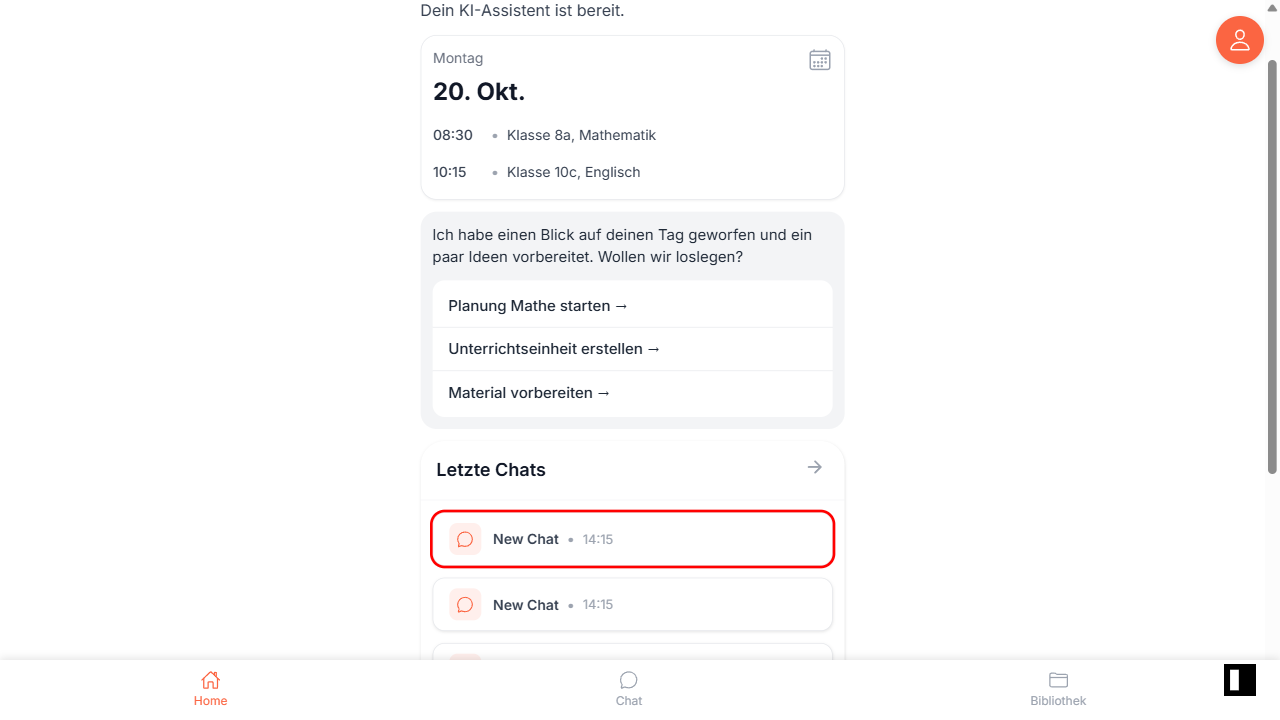 Dein KI-Assistent ist bereit.
Montag
20. Okt.
08:30 • Klasse 8a, Mathematik
10:15 • Klasse 10c, Englisch
Ich habe einen Blick auf deinen Tag geworfen und ein
paar Ideen vorbereitet. Wollen wir loslegen?
Planung Mathe starten →
Unterrichtseinheit erstellen →
Material vorbereiten →
Letzte Chats
New Chat • 14:15
New Chat • 14:15
Home
Chat
Bibliothek